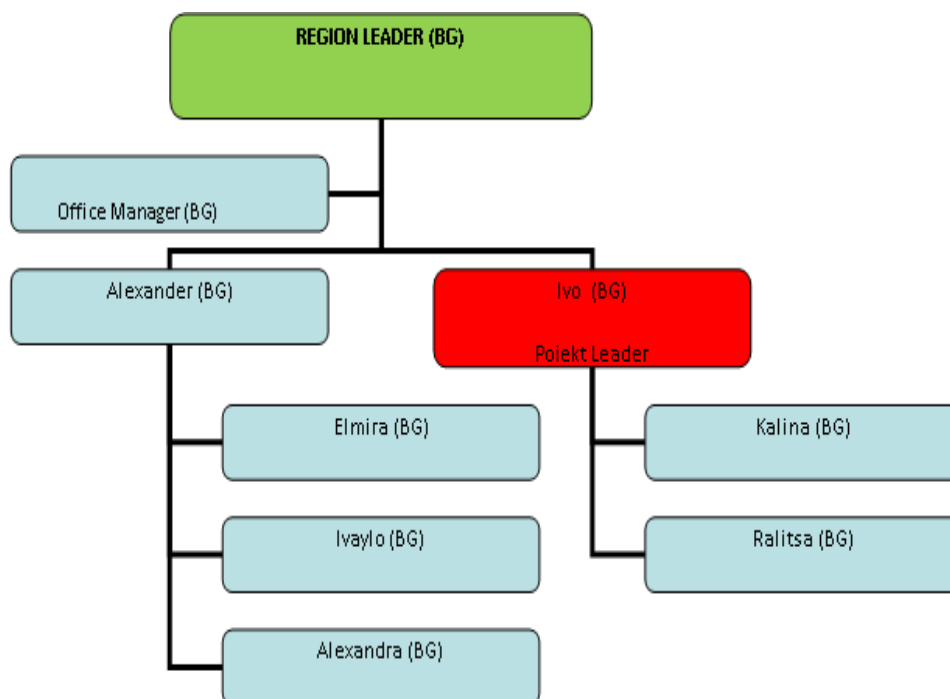 REGION LEADER (BG)
Office Manager (BG)
Alexander (BG)
Ivo (BG)
Poiekt Leader
Elmira (BG)
Ivaylo (BG)
Alexandra (BG)
Kalina (BG)
Ralitsa (BG)